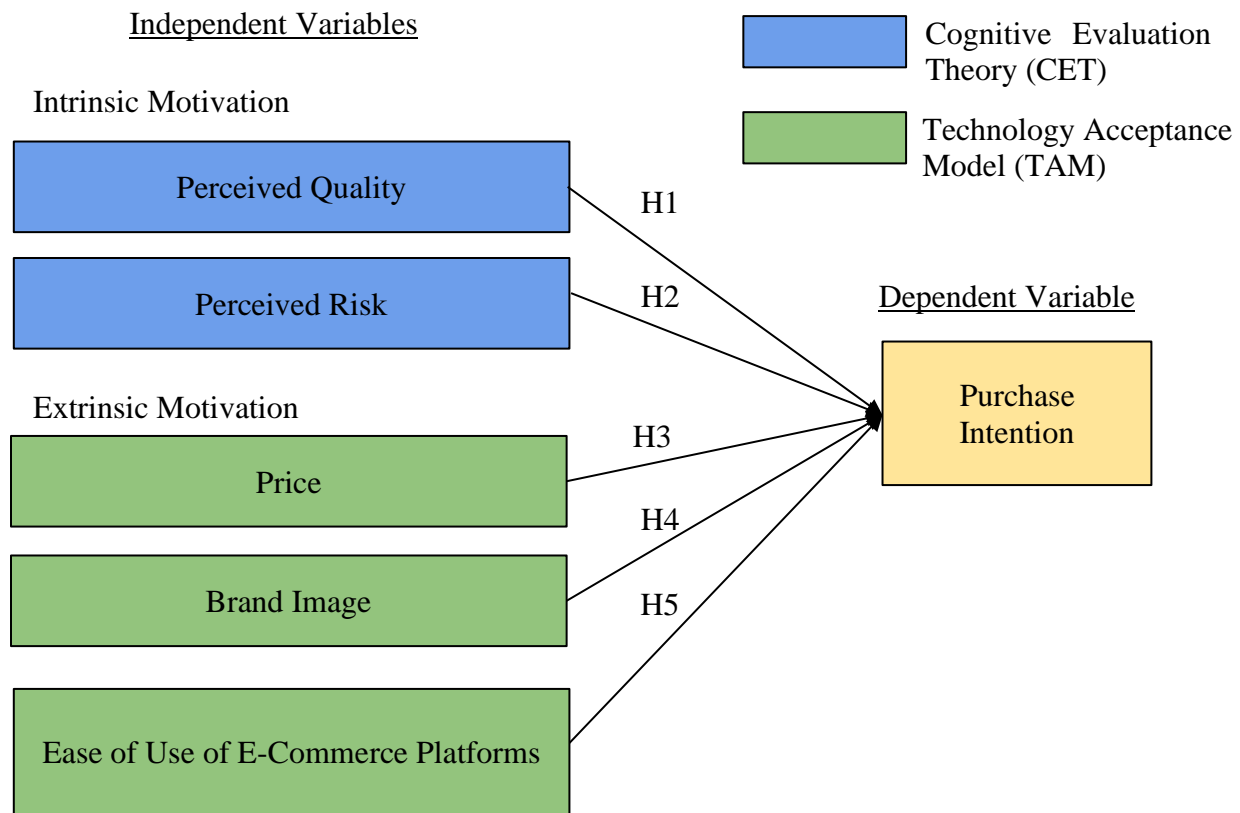 Independent Variables
Cognitive Evaluation
Theory (CET)
Intrinsic Motivation
Technology Acceptance
Model (TAM)
Perceived Quality
H1
Perceived Risk
H2
Dependent Variable
Purchase
Intention
Extrinsic Motivation
H3
Price
H4
Brand Image
H5
Ease of Use of E-Commerce Platforms